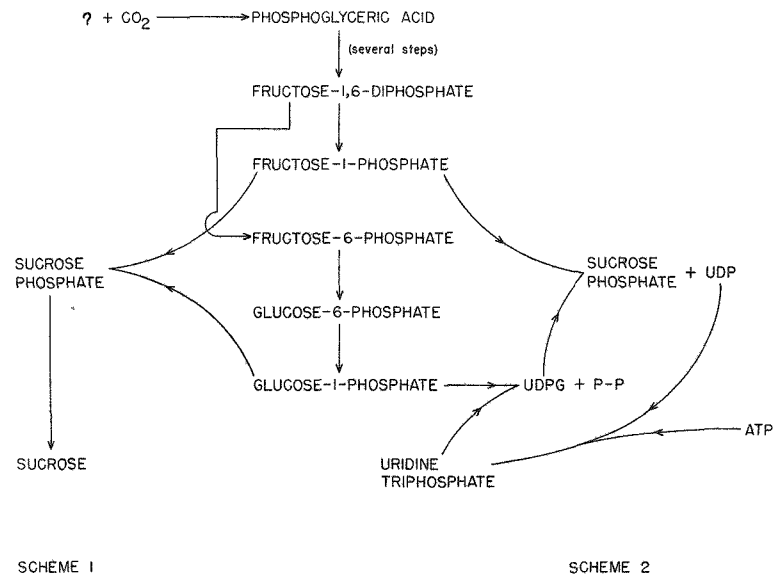 ? + CO2 PHOSPHOGLYCERIC ACID
(several steps)
FRUCTOSE-1,6-DIPHOSPHATE
FRUCTOSE-1-PHOSPHATE
FRUCTOSE-6-PHOSPHATE
SUCROSE
PHOSPHATE
SUCROSE
PHOSPHATE + UDP
GLUCOSE-6-PHOSPHATE
GLUCOSE-1-PHOSPHATE
UDPG + P-P
ATP
SUCROSE
URIDINE
TRIPHOSPHATE
SCHEME 1
SCHEME 2